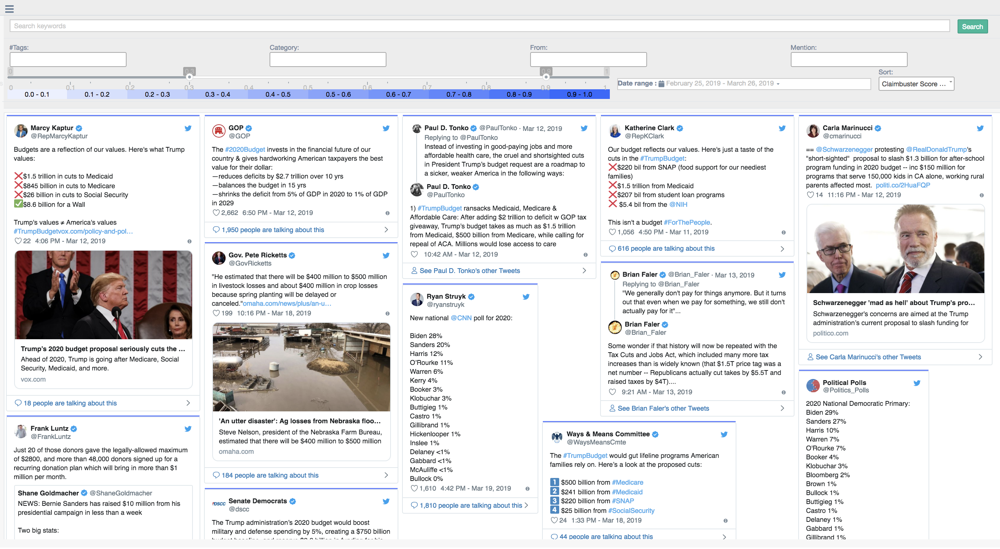 Search keywords
Search
#Tags:
Category:
From:
Mention:
0
0.3
0.9
1
Sort:
Claimbuster Score ...
Date range : February 25, 2019 - March 26, 2019
0 0.1 0.2 0.3 0.4 0.5 0.6 0.7 0.8 0.9 1
0.0 - 0.1 0.1 - 0.2 0.2 - 0.3 0.3 - 0.4 0.4 - 0.5 0.5 - 0.6 0.6 - 0.7 0.7 - 0.8 0.8 - 0.9 0.9 - 1.0
Marcy Kaptur
@RepMarcyKaptur
Budgets are a reflection of our values. Here's what Trump
values:
❌$1.5 trillion in cuts to Medicaid
❌$845 billion in cuts to Medicare
❌$26 billion in cuts to Social Security
✅$8.6 billion for a Wall
Trump's values ≠ America's values
#TrumpBudgetvox.com/policy-and-pol…
22 4:06 PM - Mar 12, 2019
Trump's 2020 budget proposal seriously cuts the ...
Ahead of 2020, Trump is going after Medicare, Social
Security, Medicaid, and more.
vox.com
18 people are talking about this
Frank Luntz
@FrankLuntz
Just 20 of those donors gave the legally-allowed maximum
of $2800, and more than 48,000 donors signed up for a
recurring donation plan which will bring in more than $1
million per month.
Shane Goldmacher @ShaneGoldmacher
NEWS: Bernie Sanders has raised $10 million from his
presidential campaign in less than a week
Two big stats:
GOP
@GOP
The #2020Budget invests in the financial future of our
country & gives hardworking American taxpayers the best
value for their dollar:
—reduces deficits by $2.7 trillion over 10 yrs
—balances the budget in 15 yrs
—shrinks the deficit from 5% of GDP in 2020 to 1% of GDP
in 2029
2,662 6:50 PM - Mar 12, 2019
1,950 people are talking about this
Gov. Pete Ricketts
@GovRicketts
"He estimated that there will be $400 million to $500 million
in livestock losses and about $400 million in crop losses
because spring planting will be delayed or
canceled."omaha.com/news/plus/an-u…
199 10:16 PM - Mar 18, 2019
'An utter disaster': Ag losses from Nebraska floo...
Steve Nelson, president of the Nebraska Farm Bureau,
estimated that there will be $400 million to $500 million
omaha.com
184 people are talking about this
DSCC
Senate Democrats
@dscc
The Trump administration's 2020 budget would boost
military and defense spending by 5%, creating a $750 billion
Paul D. Tonko @PaulTonko · Mar 12, 2019
Replying to @PaulTonko
Instead of investing in good-paying jobs and more
affordable health care, the cruel and shortsighted cuts
in President Trump's budget request are a roadmap to
a sicker, weaker America in the following ways:
Paul D. Tonko
@PaulTonko
1) #TrumpBudget ransacks Medicaid, Medicare &
Affordable Care: After adding $2 trillion to deficit w GOP tax
giveaway, Trump's budget takes as much as $1.5 trillion
from Medicaid, $500 billion from Medicare, while calling for
repeal of ACA. Millions would lose access to care
10:42 AM - Mar 12, 2019
See Paul D. Tonko's other Tweets
Ryan Struyk
@ryanstruyk
New national @CNN poll for 2020:
Biden 28%
Sanders 20%
Harris 12%
O'Rourke 11%
Warren 6%
Kerry 4%
Booker 3%
Klobuchar 3%
Buttigieg 1%
Castro 1%
Gillibrand 1%
Hickenlooper 1%
Inslee 1%
Delaney <1%
Gabbard <1%
McAuliffe <1%
Bullock 0%
1,610 4:42 PM - Mar 19, 2019
1,810 people are talking about this
Katherine Clark
@RepKClark
Our budget reflects our values. Here's just a taste of the
cuts in the #TrumpBudget:
❌$220 bil from SNAP (food support for our neediest
families)
❌$1.5 trillion from Medicaid
❌$207 bil from student loan programs
❌ $5.4 bil from the @NIH
This isn't a budget #ForThePeople.
1,056 4:50 PM - Mar 11, 2019
616 people are talking about this
Brian Faler @Brian_Faler · Mar 13, 2019
Replying to @Brian_Faler
"We generally don't pay for things anymore. But it turns
out that even when we pay for something, we still don't
actually pay for it"...
Brian Faler
@Brian_Faler
Some wonder if that history will now be repeated with the
Tax Cuts and Jobs Act, which included many more tax
increases than is widely known (that $1.5T price tag was a
net number -- Republicans actually cut takes by $5.5T and
raised taxes by $4T)....
9:21 AM - Mar 13, 2019
See Brian Faler's other Tweets
Ways & Means Committee
@WaysMeansCmte
The #TrumpBudget would gut lifeline programs American
families rely on. Here's a look at the proposed cuts:
1 $500 billion from #Medicare
2 $241 billion from #Medicaid
3 $220 billion from #SNAP
4 $25 billion from #SocialSecurity
24 1:33 PM - Mar 18, 2019
44 people are talking about this
Carla Marinucci
@cmarinucci
== @Schwarzenegger protesting @RealDonaldTrump's
"short-sighted" proposal to slash $1.3 billion for after-school
program funding in 2020 budget -- inc $150 million for
programs that serve 150,000 kids in CA alone, working rural
parents affected most. politi.co/2HuaFQP
14 11:16 PM - Mar 12, 2019
Schwarzenegger 'mad as hell' about Trump's pro...
Schwarzenegger's concerns are aimed at the Trump
administration's current proposal to slash funding for
politico.com
See Carla Marinucci's other Tweets
Political Polls
@Politics_Polls
2020 National Democratic Primary:
Biden 29%
Sanders 27%
Harris 10%
Warren 7%
O'Rourke 7%
Booker 4%
Klobuchar 3%
Bloomberg 2%
Brown 1%
Bullock 1%
Buttigieg 1%
Castro 1%
Delaney 1%
Gabbard 1%
Gillibrand 1%